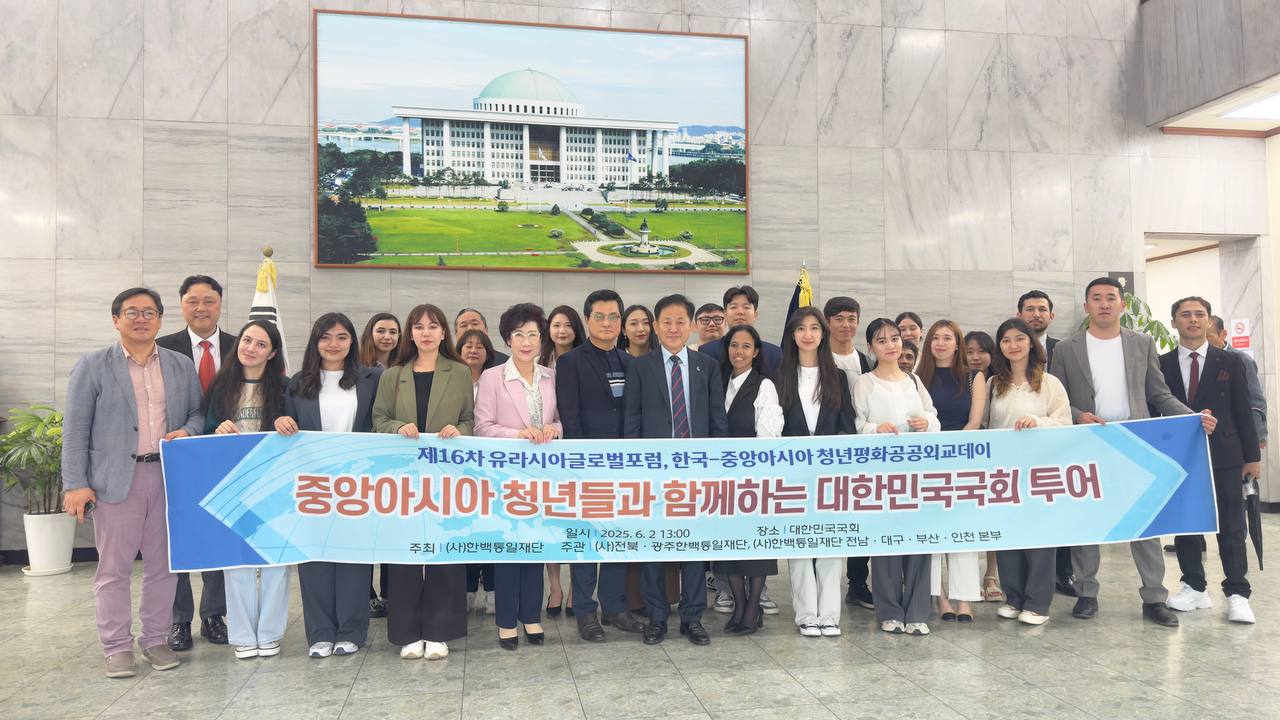 제16차 유라시아글로벌포럼, 한국-중앙아시아 청년평화공공외교데이
중앙아시아 청년들과 함께하는 대한민국국회 투어
일시 | 2025. 6. 2 13:00 장소 | 대한민국국회
주최 | (사)한백통일재단 주관 | (사)전북 · 광주한백통일재단, (사)한백통일재단 전남 · 대구 · 부산 · 인천 본부